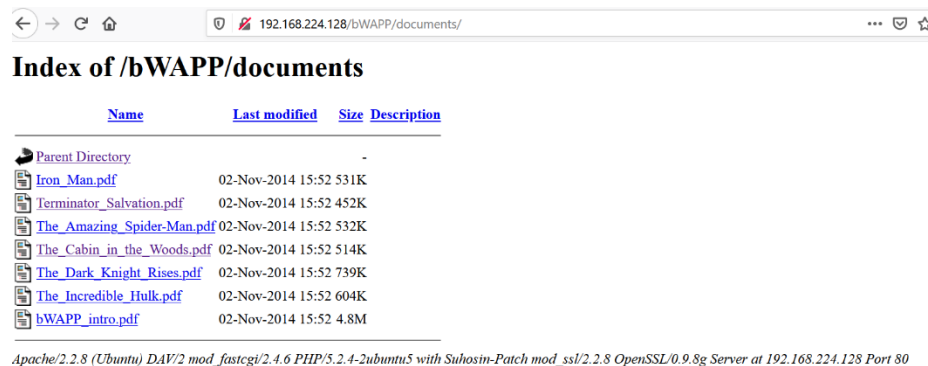 192.168.224.128/bWAPP/documents/
Index of /bWAPP/documents
Name Last modified Size Description
Parent Directory -
Iron_Man.pdf 02-Nov-2014 15:52 531K
Terminator_Salvation.pdf 02-Nov-2014 15:52 452K
The_Amazing_Spider-Man.pdf 02-Nov-2014 15:52 532K
The_Cabin_in_the_Woods.pdf 02-Nov-2014 15:52 514K
The_Dark_Knight_Rises.pdf 02-Nov-2014 15:52 739K
The_Incredible_Hulk.pdf 02-Nov-2014 15:52 604K
bWAPP_intro.pdf 02-Nov-2014 15:52 4.8M
Apache/2.2.8 (Ubuntu) DAV/2 mod_fastcgi/2.4.6 PHP/5.2.4-2ubuntu5 with Suhosin-Patch mod_ssl/2.2.8 OpenSSL/0.9.8g Server at 192.168.224.128 Port 80